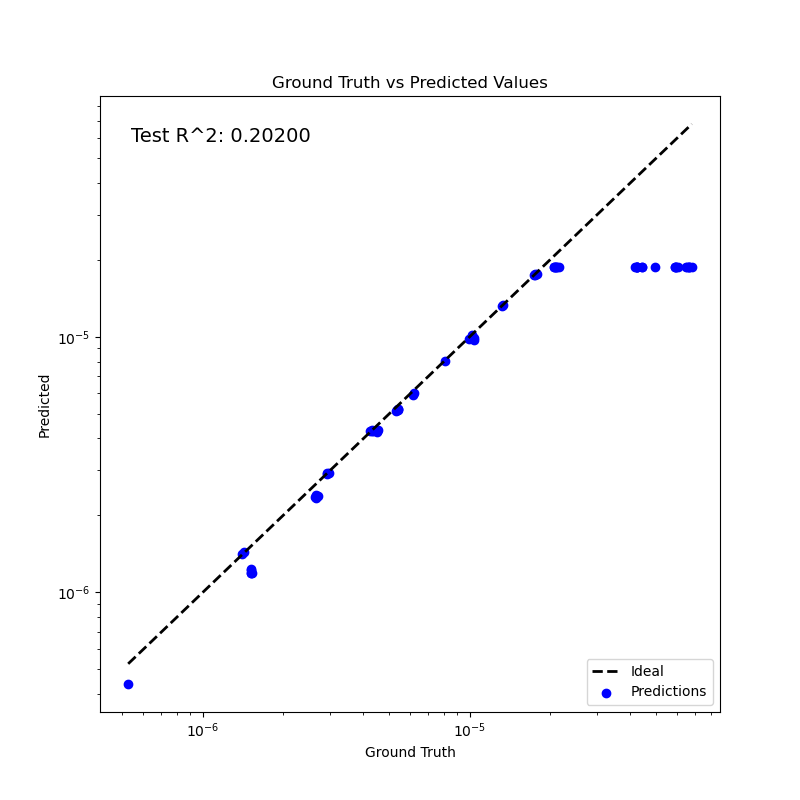 Ground Truth vs Predicted Values
Test R^2: 0.20200
Predicted
10⁻⁵
10⁻⁶
Ideal
Predictions
10⁻⁶
10⁻⁵
Ground Truth